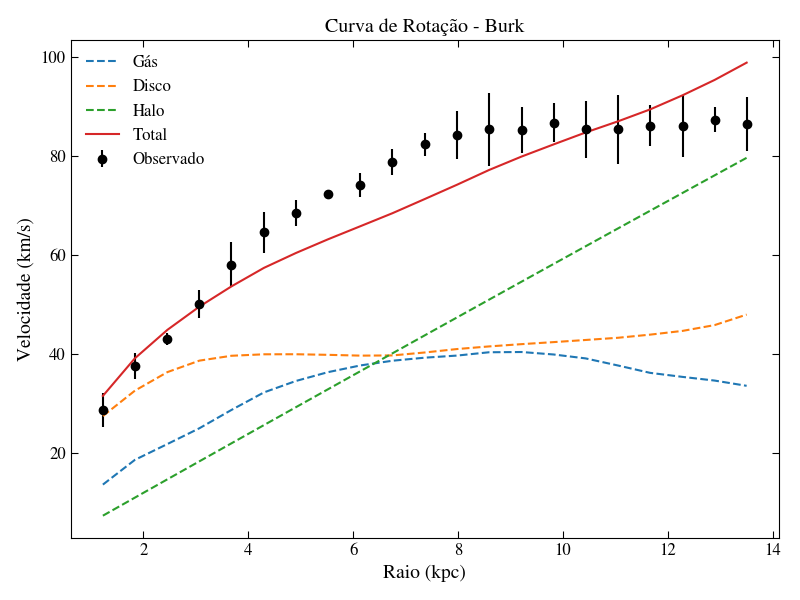 Curva de Rotação - Burk
Gás
Disco
Halo
Total
Observado
Velocidade (km/s)
100
80
60
40
20
2 4 6 8 10 12 14
Raio (kpc)